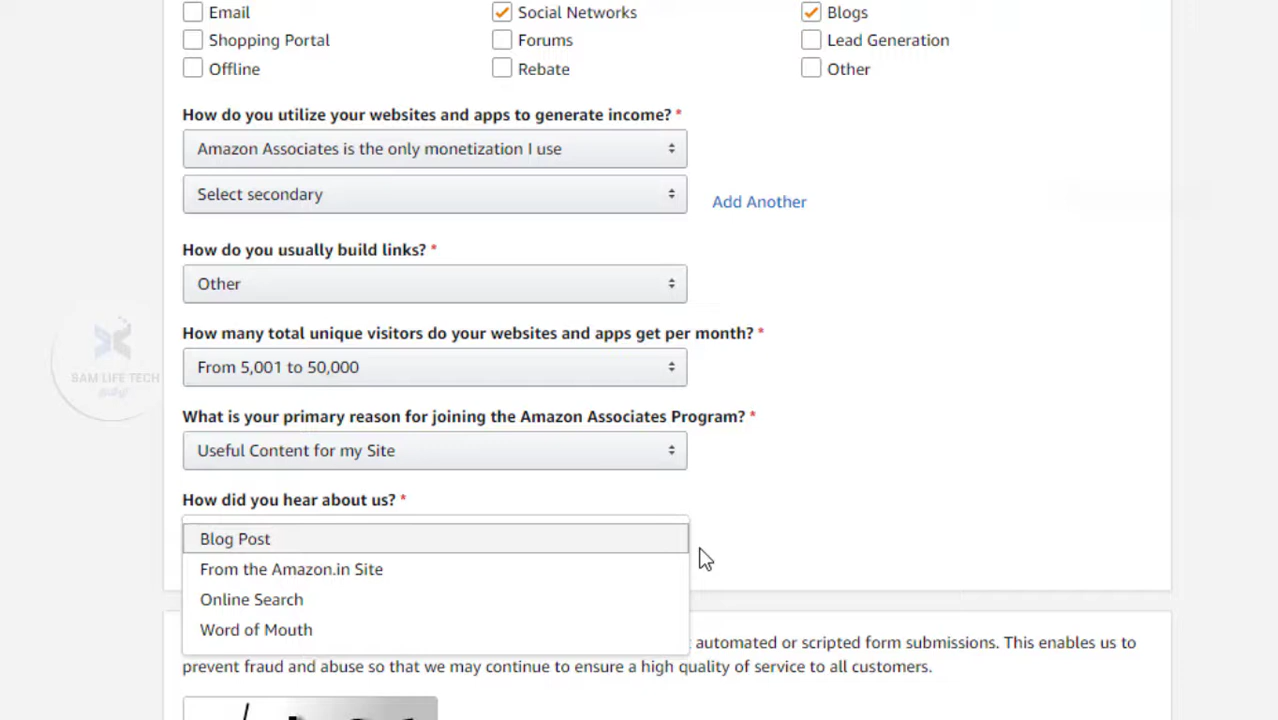 Email Social Networks Blogs
Shopping Portal Forums Lead Generation
Offline Rebate Other
How do you utilize your websites and apps to generate income? *
Amazon Associates is the only monetization I use
Select secondary
Add Another
How do you usually build links? *
Other
How many total unique visitors do your websites and apps get per month? *
From 5,001 to 50,000
SAM LIFE TECH
தமிழ்
What is your primary reason for joining the Amazon Associates Program? *
Useful Content for my Site
How did you hear about us? *
Blog Post
From the Amazon.in Site
Online Search
Word of Mouth
automated or scripted form submissions. This enables us to
prevent fraud and abuse so that we may continue to ensure a high quality of service to all customers.